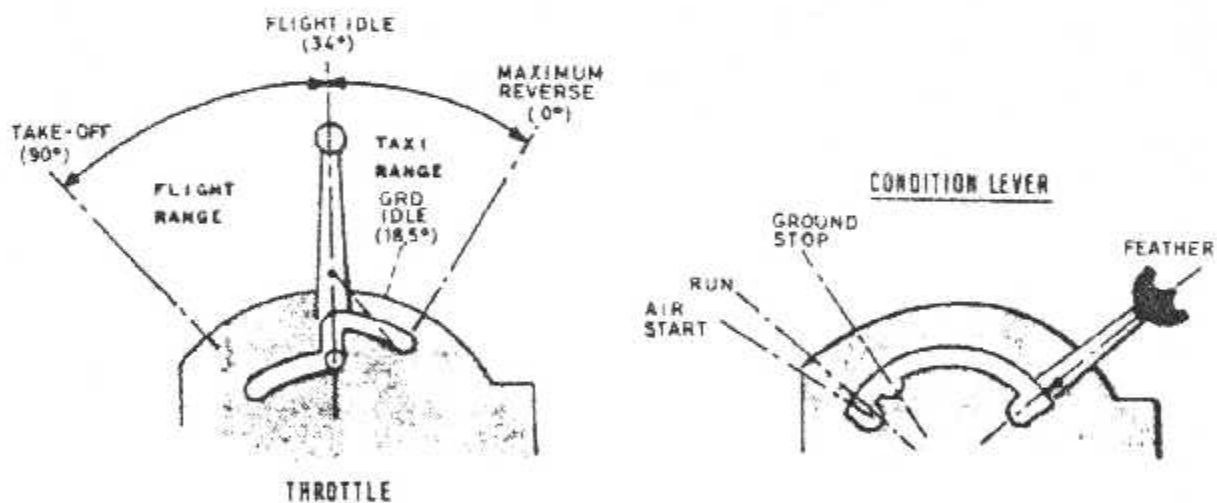 FLIGHT IDLE
(34°)
MAXIMUM
REVERSE
(0°)
TAKE-OFF
(90°)
TAXI
RANGE
FLIGHT
RANGE
GRD
IDLE
(18,5°)
THROTTLE
CONDITION LEVER
GROUND
STOP
FEATHER
RUN
AIR
START